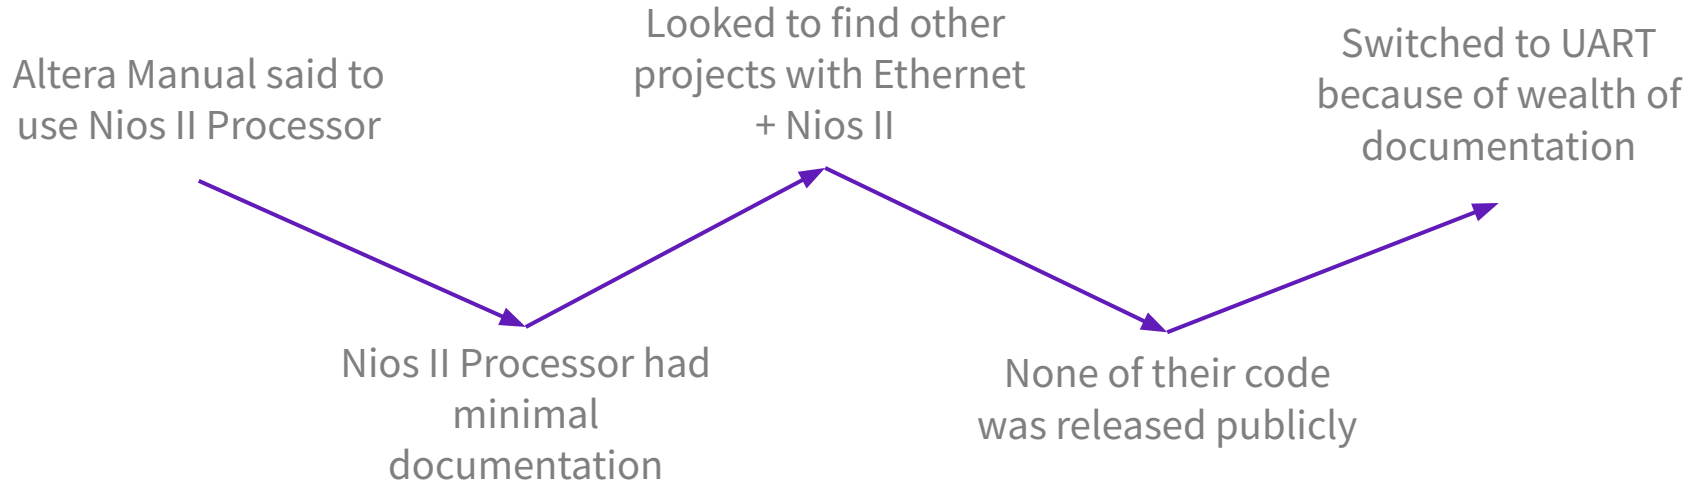 Altera Manual said to
use Nios II Processor
Nios II Processor had
minimal
documentation
Looked to find other
projects with Ethernet
+ Nios II
None of their code
was released publicly
Switched to UART
because of wealth of
documentation